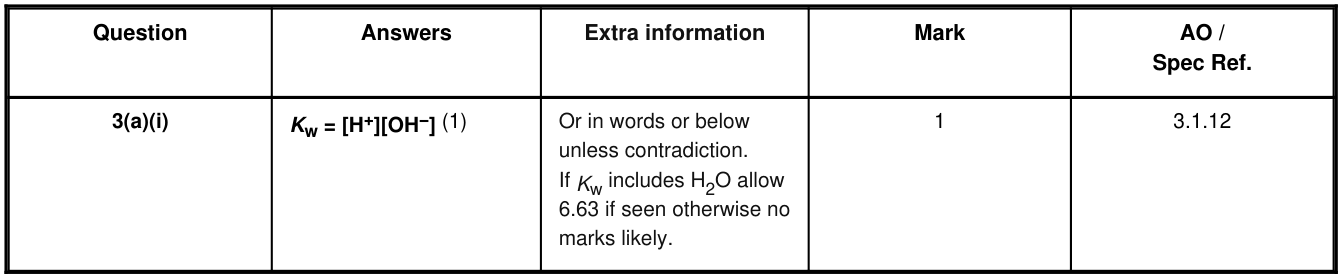 Question Answers Extra information Mark AO /
Spec Ref.
3(a)(i) Kw = [H+][OH–] (1) Or in words or below 1 3.1.12
unless contradiction.
If Kw includes H2O allow
6.63 if seen otherwise no
marks likely.